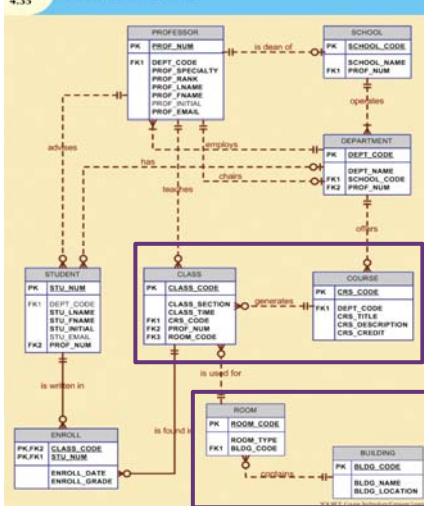 4.35
PROFESSOR
PK PROF_NUM
FK1 DEPT_CODE
PROF_SPECIALTY
PROF_RANK
PROF_LNAME
PROF_FNAME
PROF_INITIAL
PROF_EMAIL
is dean of
SCHOOL
PK SCHOOL_CODE
SCHOOL_NAME
FK1 PROF_NUM
operates
employs
chairs
advises
has
teaches
DEPARTMENT
PK DEPT_CODE
DEPT_NAME
FK1 SCHOOL_CODE
FK2 PROF_NUM
offers
STUDENT
PK STU_NUM
FK1 DEPT_CODE
STU_LNAME
STU_FNAME
STU_INITIAL
STU_EMAIL
FK2 PROF_NUM
CLASS
PK CLASS_CODE
CLASS_SECTION
CLASS_TIME
FK1 CRS_CODE
FK2 PROF_NUM
FK3 ROOM_CODE
generates
COURSE
PK CRS_CODE
FK1 DEPT_CODE
CRS_TITLE
CRS_DESCRIPTION
CRS_CREDIT
is written in
is used for
is found in
ENROLL
PK,FK2 CLASS_CODE
PK,FK1 STU_NUM
ENROLL_DATE
ENROLL_GRADE
ROOM
PK ROOM_CODE
ROOM_TYPE
FK1 BLDG_CODE
contains
BUILDING
PK BLDG_CODE
BLDG_NAME
BLDG_LOCATION